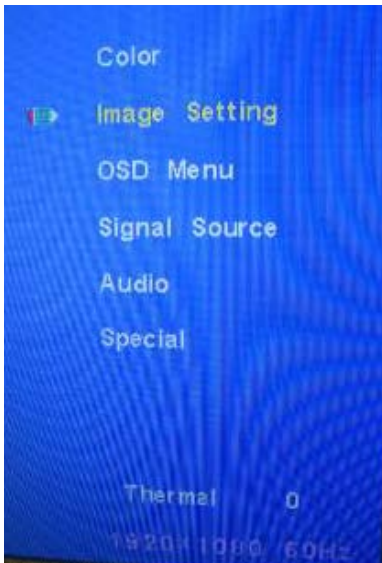 Color
Image Setting
OSD Menu
Signal Source
Audio
Special
Thermal 0
1920X1080 60Hz